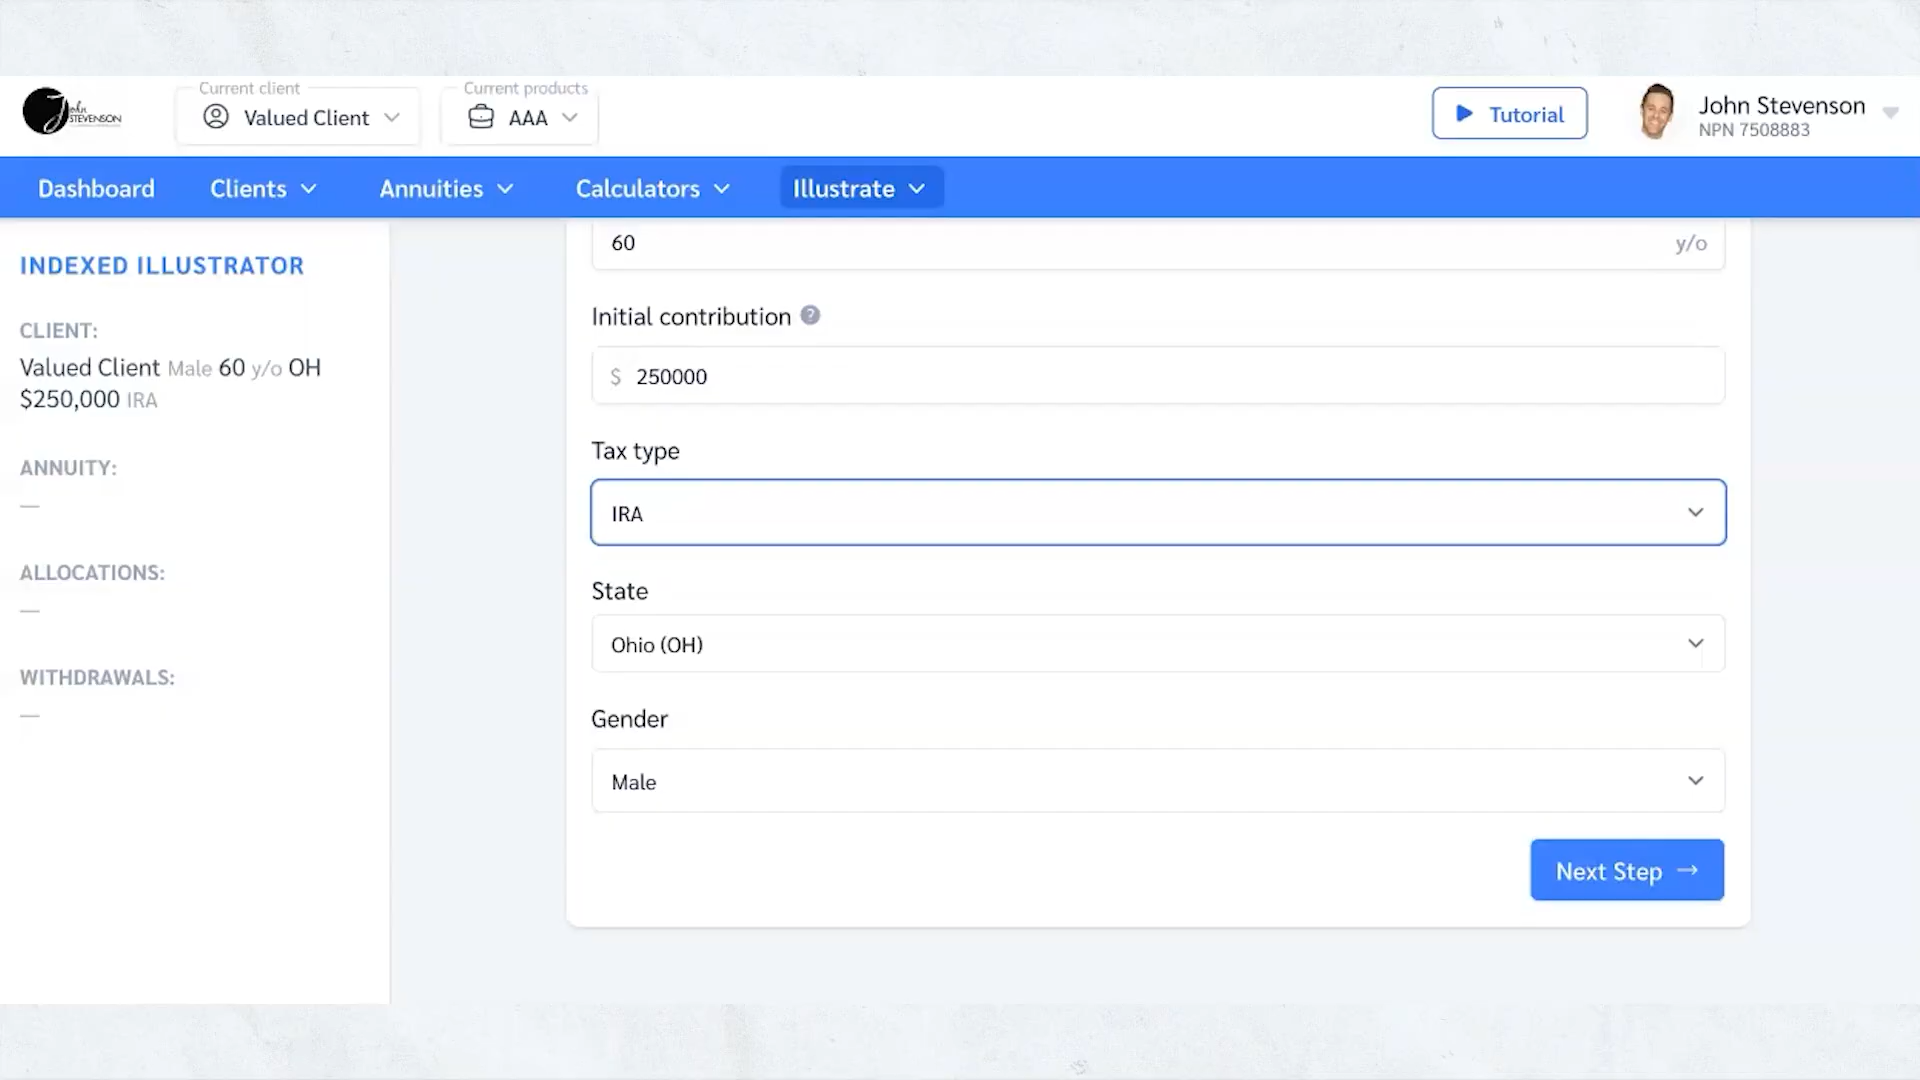 Current client
Current products
John
STEVENSON
Valued Client
AAA
Tutorial
John Stevenson
NPN 7508883
Dashboard
Clients
Annuities
Calculators
Illustrate
INDEXED ILLUSTRATOR
CLIENT:
Valued Client Male 60 y/o OH
$250,000 IRA
ANNUITY:
—
ALLOCATIONS:
—
WITHDRAWALS:
—
60 y/o
Initial contribution ?
$ 250000
Tax type
IRA
State
Ohio (OH)
Gender
Male
Next Step →